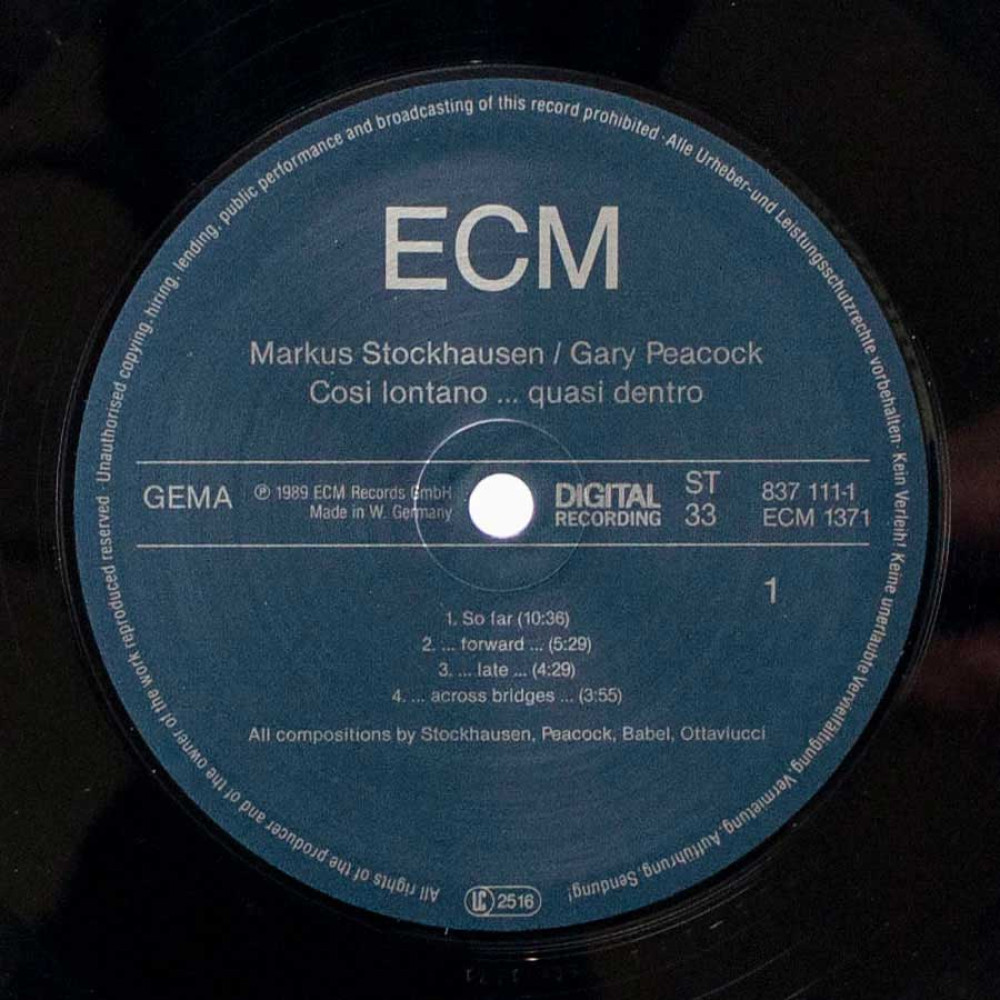 Unauthorised copying, hiring, lending, public performance and broadcasting of this record prohibited · Alle Urheber- und Leistungsschutzrechte vorbehalten · Kein Verleih! Keine unerlaubte Vervielfältigung, Vermietung, Aufführung, Sendung!
ECM
Markus Stockhausen / Gary Peacock
Cosi lontano ... quasi dentro
GEMA
℗ 1989 ECM Records GmbH
Made in W. Germany
DIGITAL
RECORDING
ST
33
837 111-1
ECM 1371
1
1. So far (10:36)
2. ... forward ... (5:29)
3. ... late ... (4:29)
4. ... across bridges ... (3:55)
All compositions by Stockhausen, Peacock, Babel, Ottaviucci
All rights of the producer and of the owner of the work reproduced reserved
LC 2516